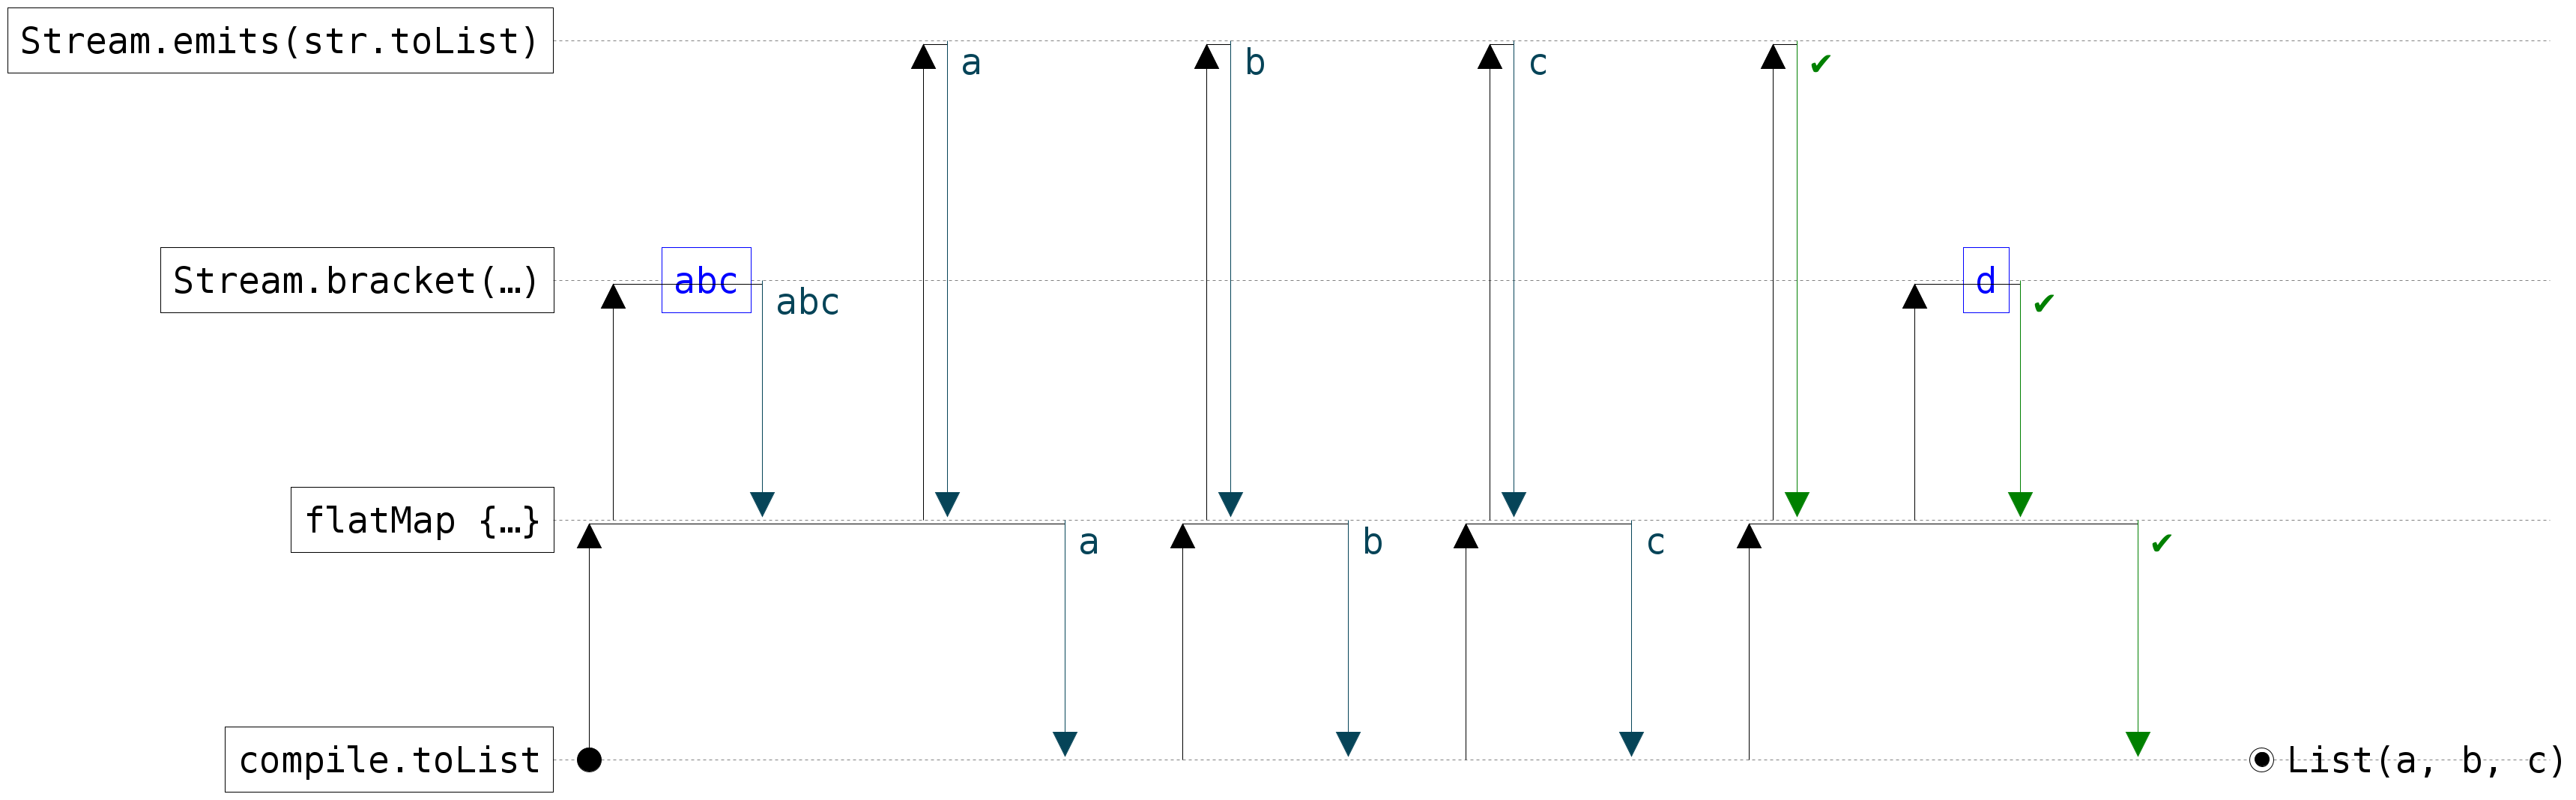 Stream.emits(str.toList)
a
b
c
✔
Stream.bracket(…)
abc
abc
d
✔
flatMap {…}
a
b
c
✔
compile.toList
List(a, b, c)